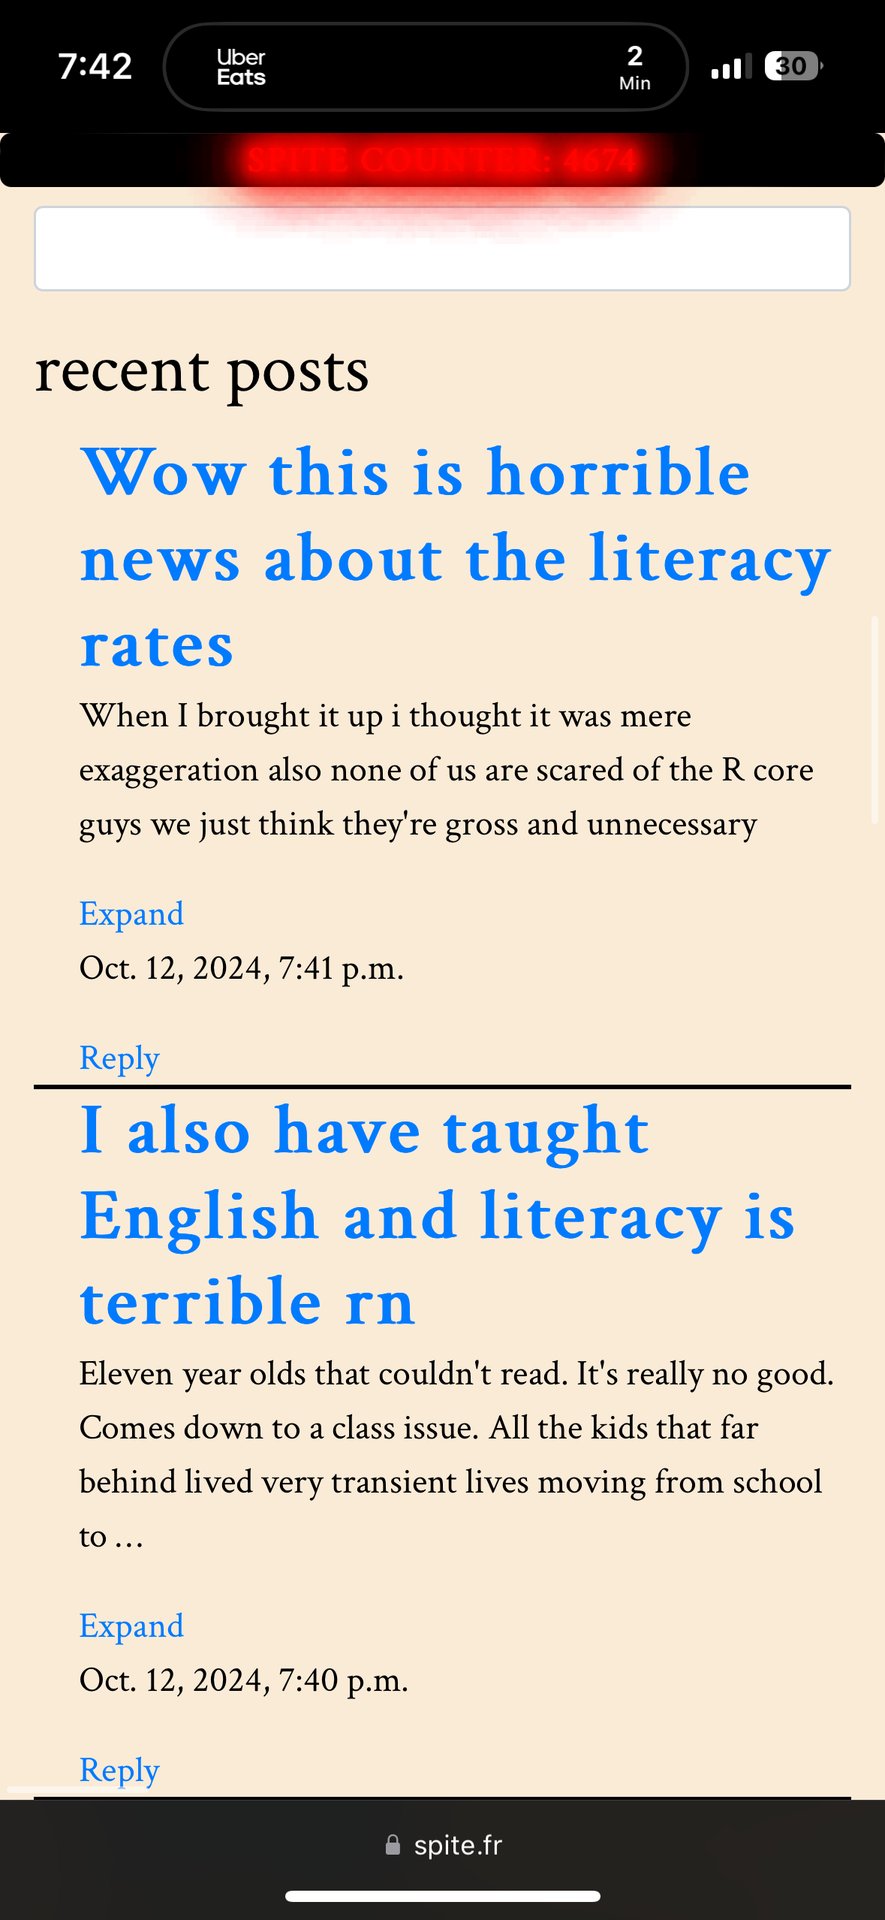 7:42
Uber
Eats
2
Min
30
SPITE COUNTER: 4674
recent posts
Wow this is horrible
news about the literacy
rates
When I brought it up i thought it was mere
exaggeration also none of us are scared of the R core
guys we just think they're gross and unnecessary
Expand
Oct. 12, 2024, 7:41 p.m.
Reply
I also have taught
English and literacy is
terrible rn
Eleven year olds that couldn't read. It's really no good.
Comes down to a class issue. All the kids that far
behind lived very transient lives moving from school
to …
Expand
Oct. 12, 2024, 7:40 p.m.
Reply
spite.fr